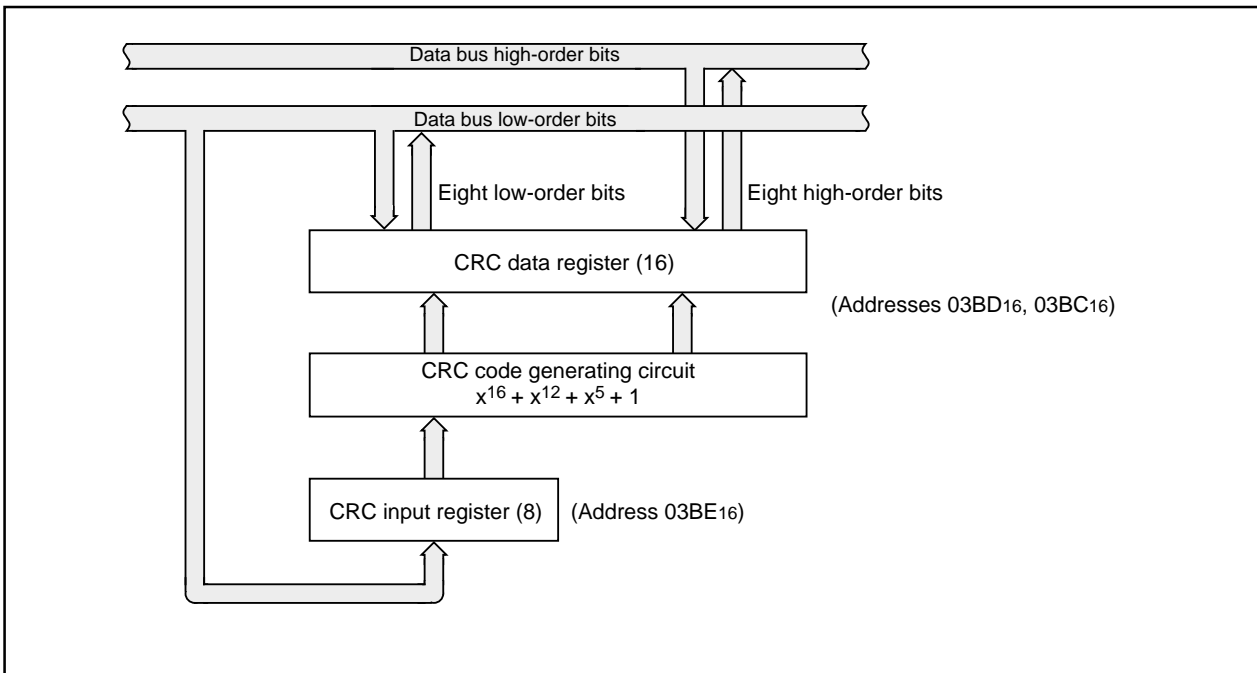 Data bus high-order bits
Data bus low-order bits
Eight low-order bits
Eight high-order bits
CRC data register (16)
(Addresses 03BD16, 03BC16)
CRC code generating circuit
x16 + x12 + x5 + 1
CRC input register (8)
(Address 03BE16)